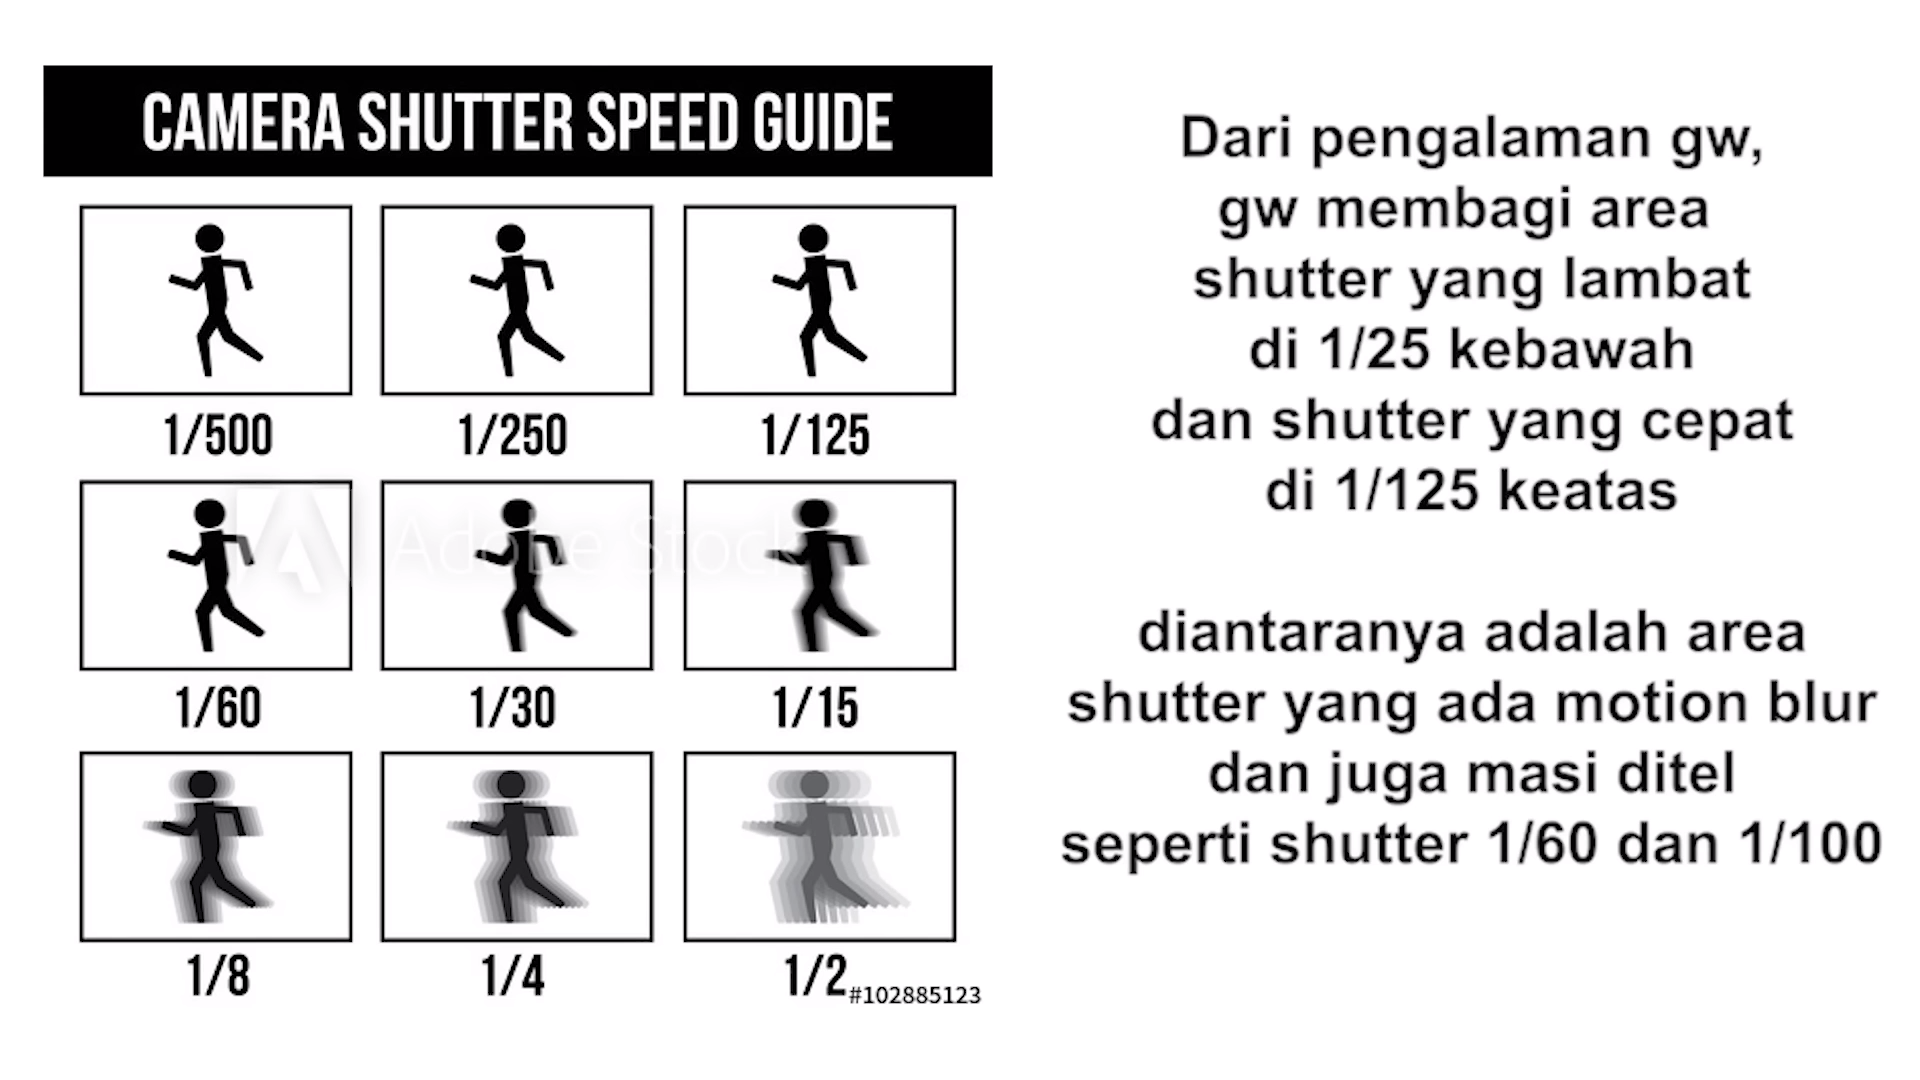 CAMERA SHUTTER SPEED GUIDE
1/500
1/250
1/125
1/60
1/30
1/15
1/8
1/4
1/2
#102885123
Adobe Stock
Dari pengalaman gw,
gw membagi area
shutter yang lambat
di 1/25 kebawah
dan shutter yang cepat
di 1/125 keatas
diantaranya adalah area
shutter yang ada motion blur
dan juga masi ditel
seperti shutter 1/60 dan 1/100